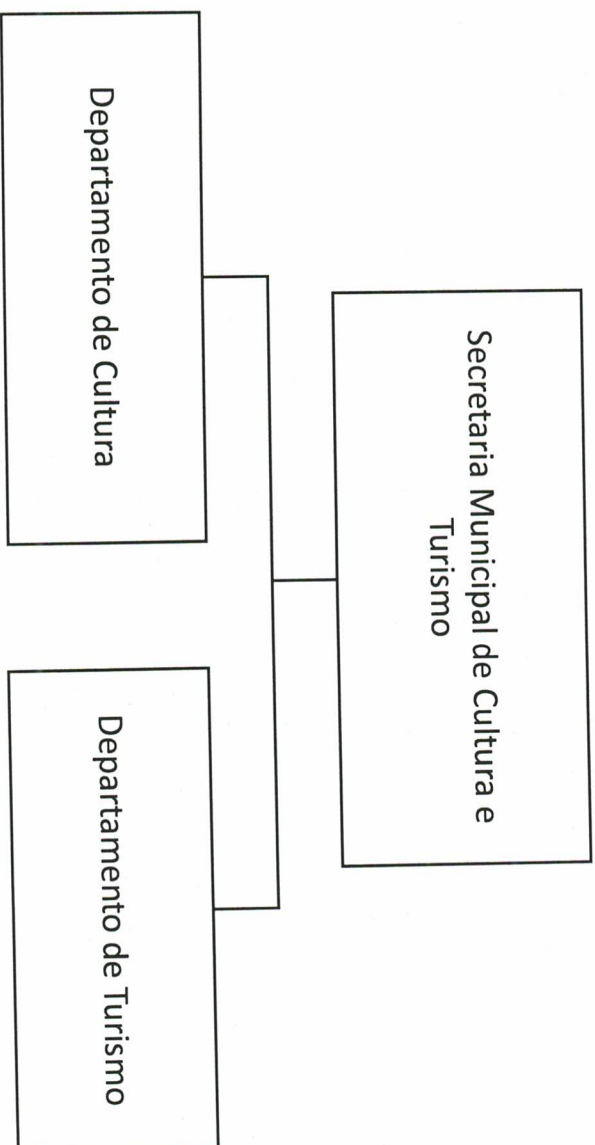 Secretaria Municipal de Cultura e
Turismo
Departamento de Cultura
Departamento de Turismo